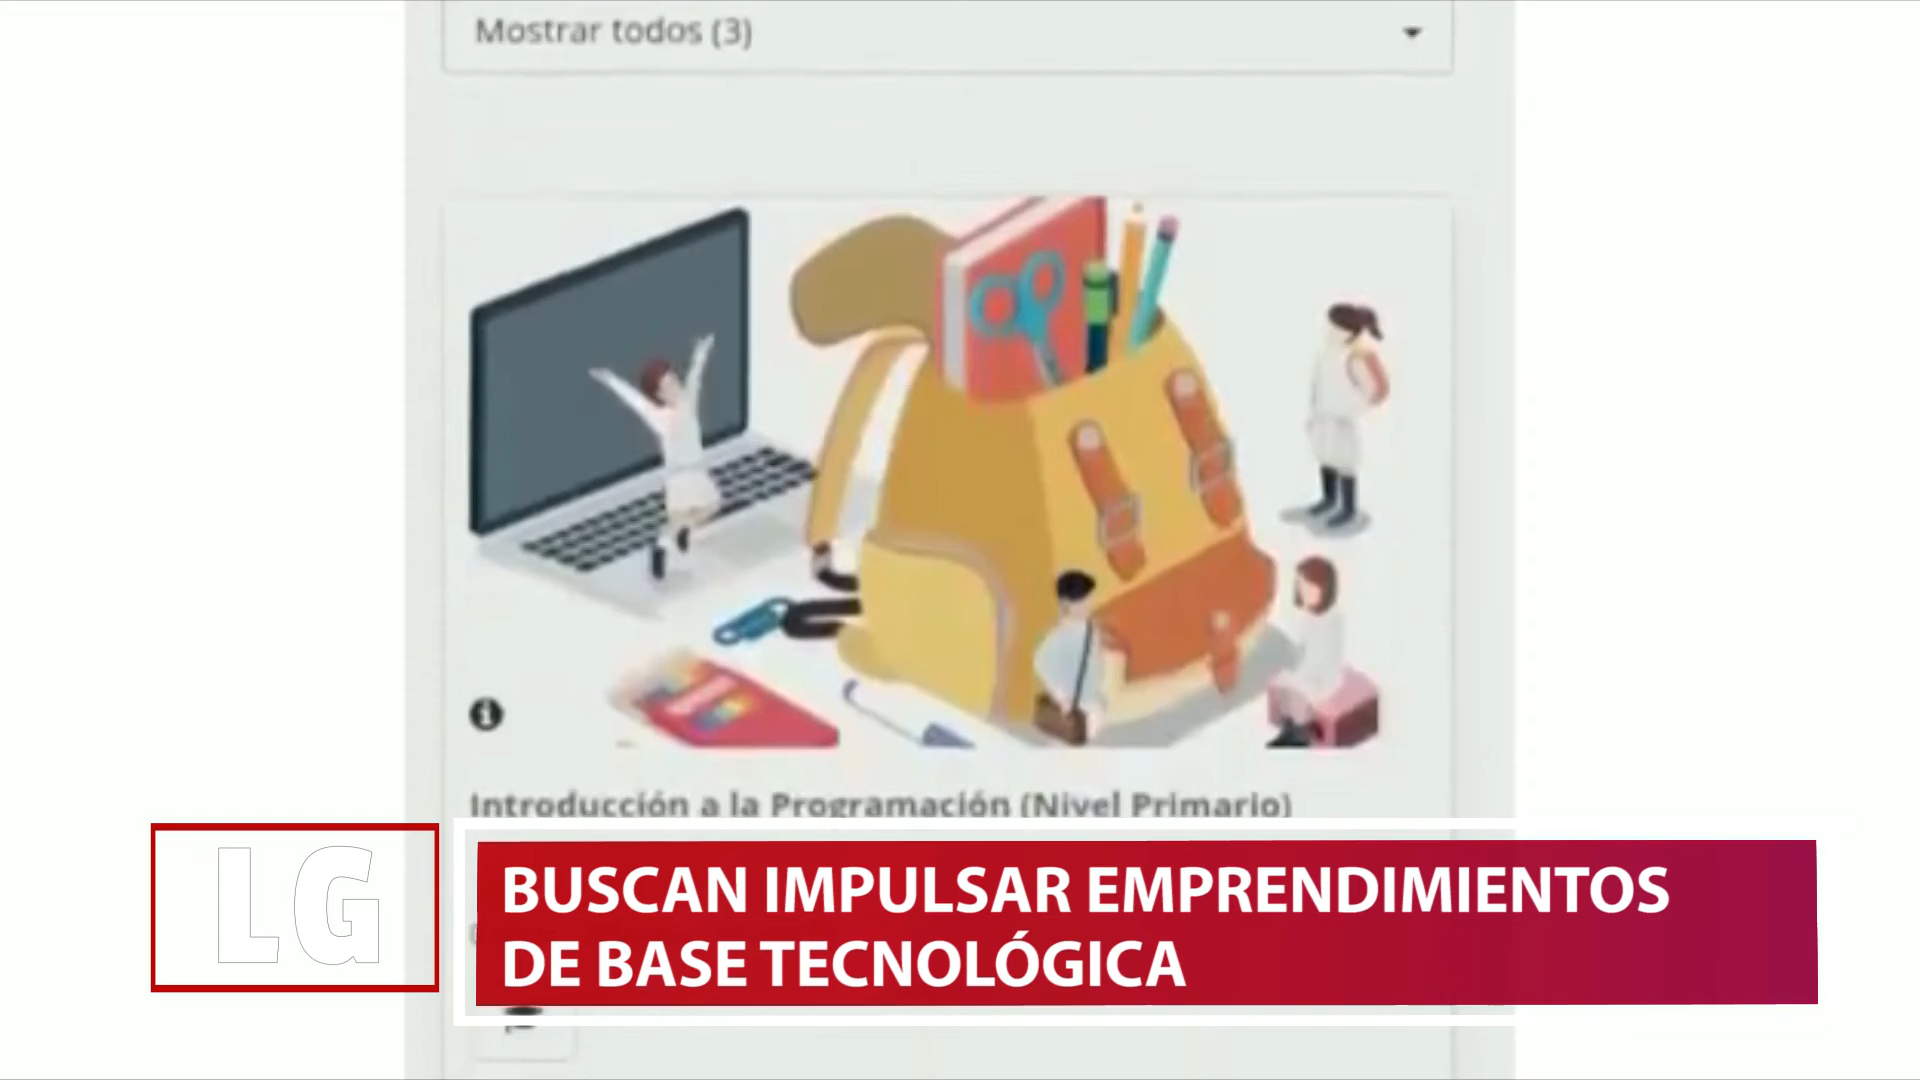 Mostrar todos (3)
Introducción a la Programación (Nivel Primario)
LG
BUSCAN IMPULSAR EMPRENDIMIENTOS
DE BASE TECNOLÓGICA